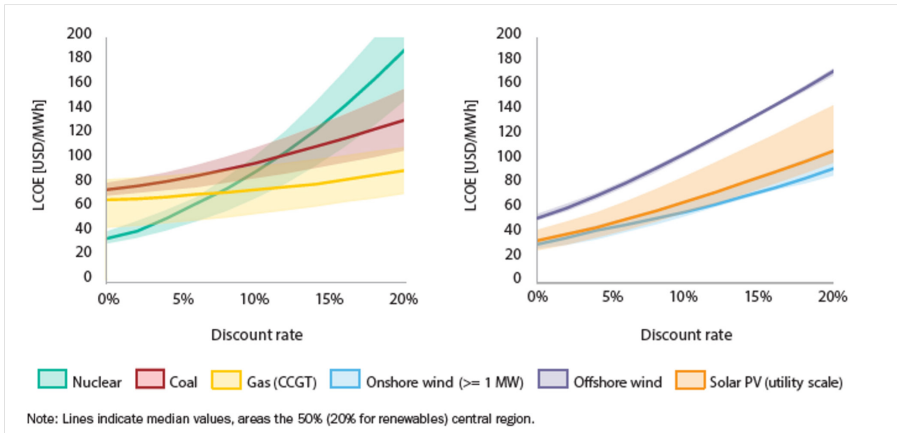 LCOE [USD/MWh]
200
180
160
140
120
100
80
60
40
20
0
0% 5% 10% 15% 20%
Discount rate
LCOE [USD/MWh]
200
180
160
140
120
100
80
60
40
20
0
0% 5% 10% 15% 20%
Discount rate
Nuclear Coal Gas (CCGT) Onshore wind (>= 1 MW) Offshore wind Solar PV (utility scale)
Note: Lines indicate median values, areas the 50% (20% for renewables) central region.